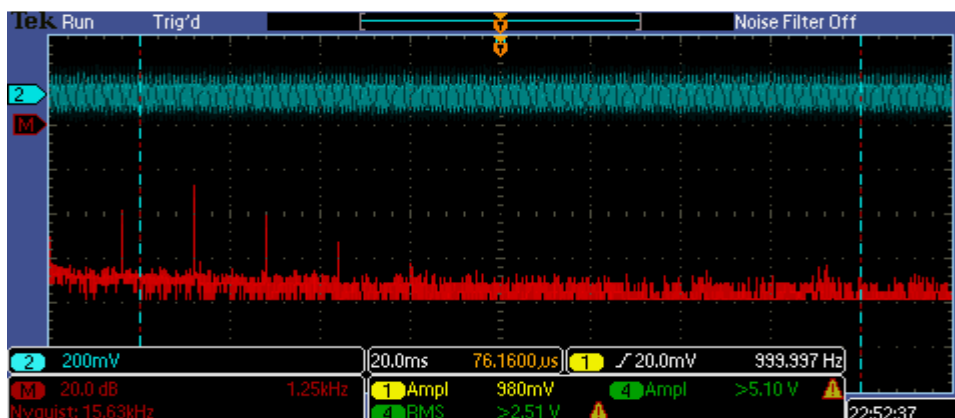 Tek Run Trig'd Noise Filter Off
2
M
2 200mV 20.0ms 76.1600µs 1 20.0mV 999.997 Hz
M 20.0 dB 1.25kHz 1 Ampl 980mV 4 Ampl >5.10 V
Nyquist: 15.63kHz 4 RMS >2.51 V 22:52:37